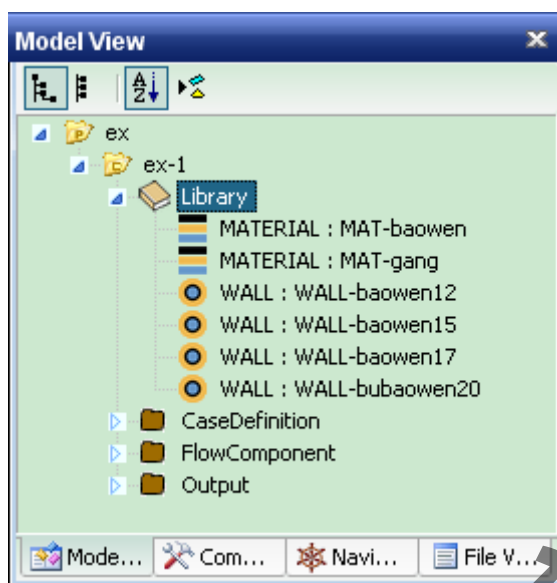 Model View
ex
ex-1
Library
MATERIAL : MAT-baowen
MATERIAL : MAT-gang
WALL : WALL-baowen12
WALL : WALL-baowen15
WALL : WALL-baowen17
WALL : WALL-bubaowen20
CaseDefinition
FlowComponent
Output
Mode... Com... Navi... File V...